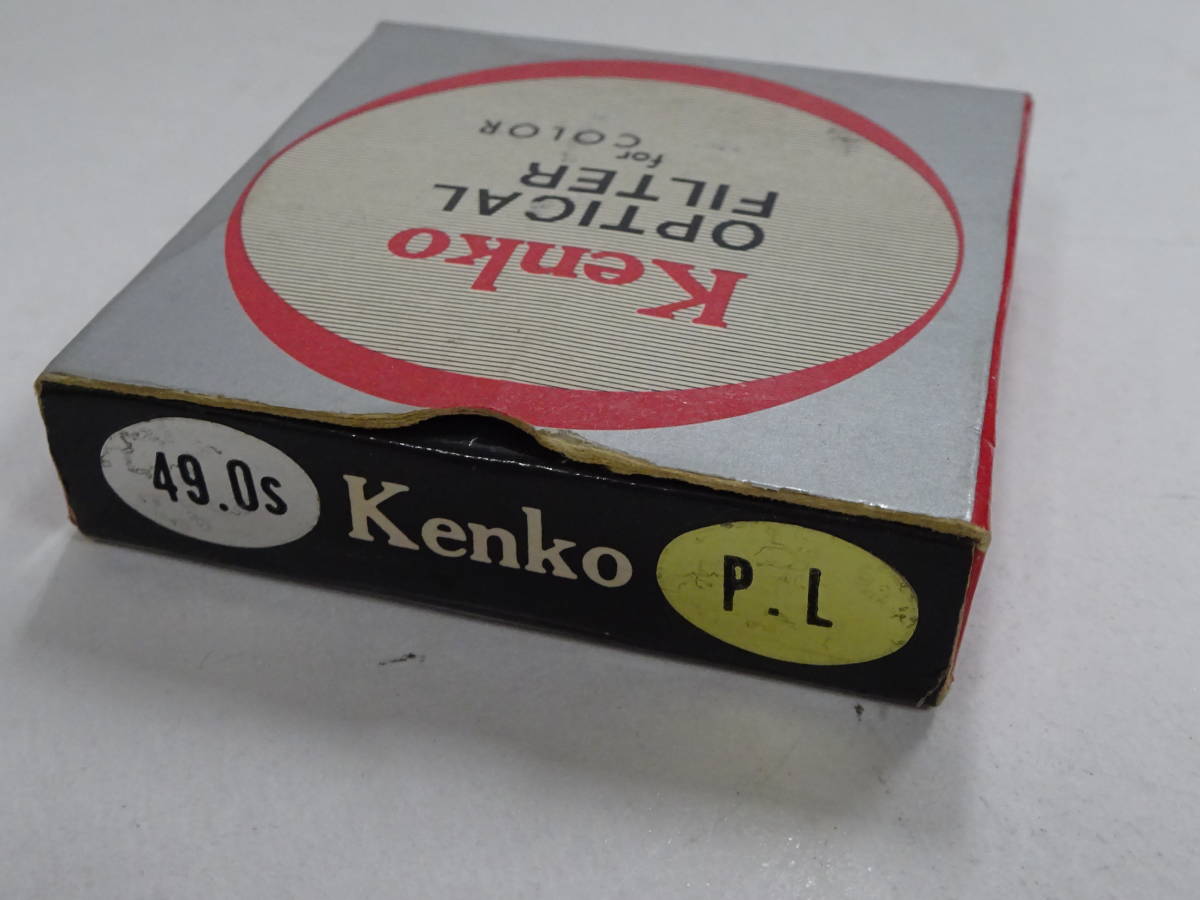 Kenko
OPTICAL
FILTER
for COLOR
49.0s Kenko P.L